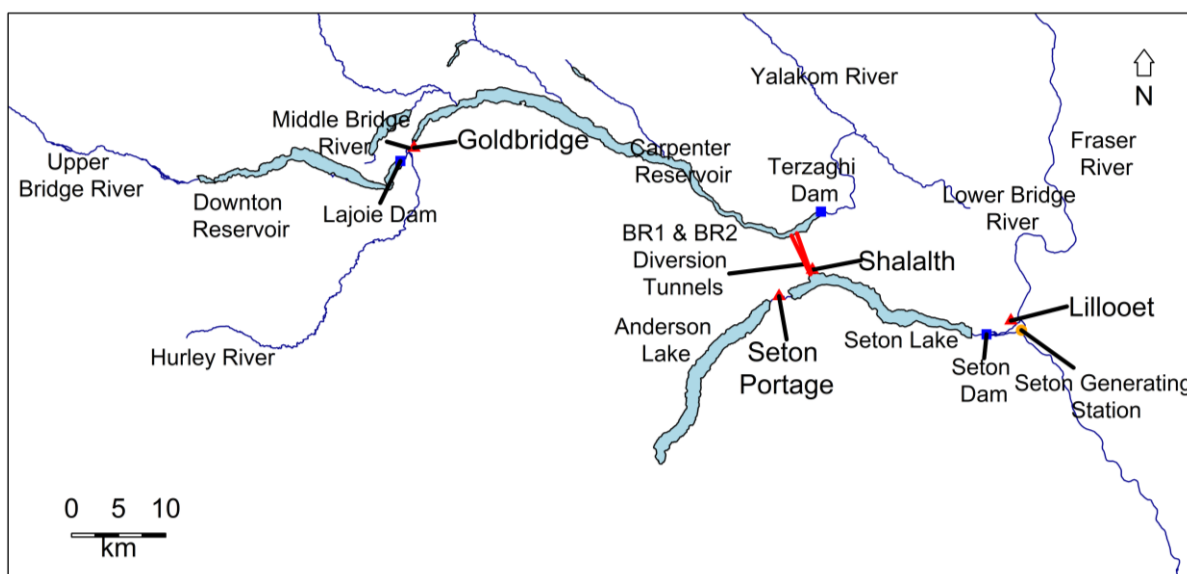 Yalakom River
N
Middle Bridge
River
Goldbridge
Fraser
River
Upper
Bridge River
Carpenter
Reservoir
Terzaghi
Dam
Downton
Reservoir
Lajoie Dam
Lower Bridge
River
BR1 & BR2
Diversion
Tunnels
Shalalth
Lillooet
Hurley River
Anderson
Lake
Seton
Portage
Seton Lake
Seton
Dam
Seton Generating
Station
0 5 10
km